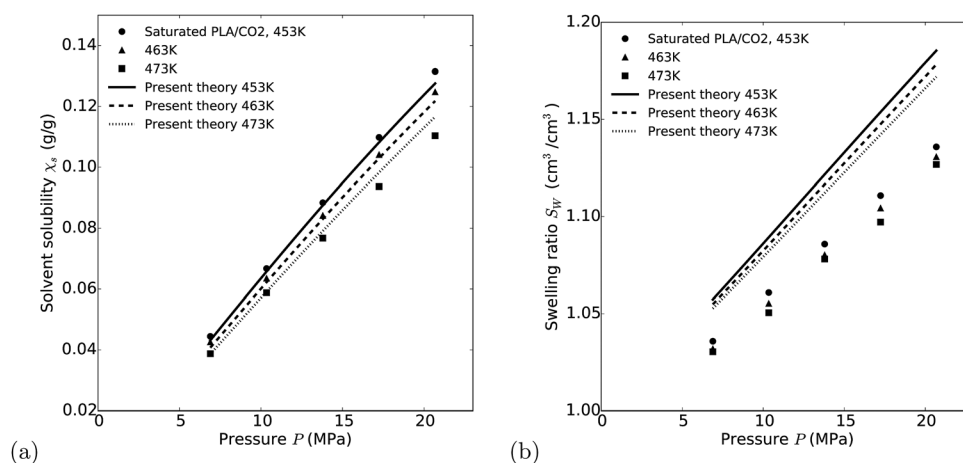 0.14
0.12
0.10
0.08
0.06
0.04
0.02
Solvent solubility χs (g/g)
Saturated PLA/CO2, 453K
463K
473K
Present theory 453K
Present theory 463K
Present theory 473K
0 5 10 15 20
Pressure P (MPa)
(a)
1.20
1.15
1.10
1.05
1.00
Swelling ratio SW (cm³/cm³)
Saturated PLA/CO2, 453K
463K
473K
Present theory 453K
Present theory 463K
Present theory 473K
0 5 10 15 20
Pressure P (MPa)
(b)